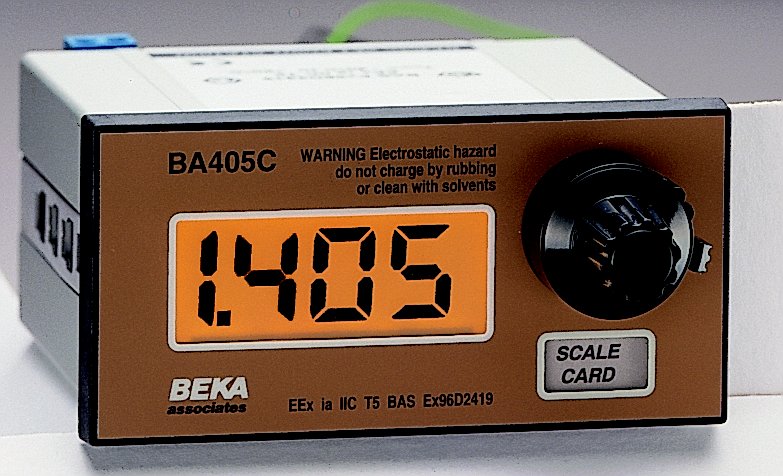 BA405C
WARNING Electrostatic hazard
do not charge by rubbing
or clean with solvents
1.405
SCALE
CARD
BEKA
associates
EEx ia IIC T5 BAS Ex96D2419